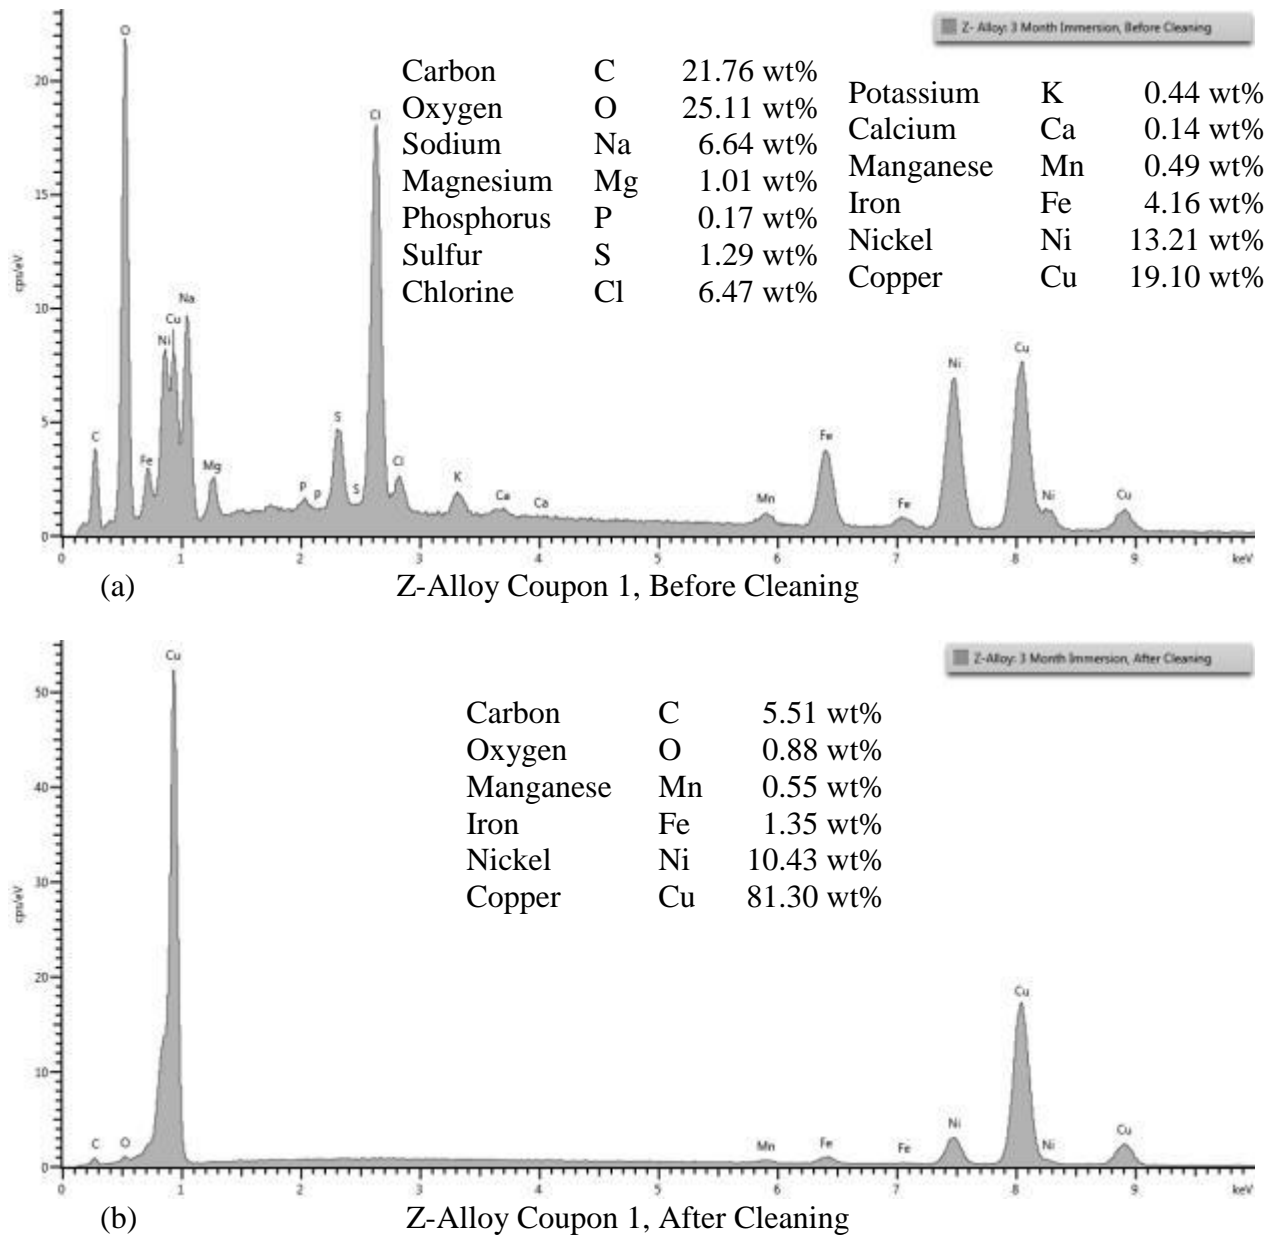 Z- Alloy: 3 Month Immersion, Before Cleaning
Carbon C 21.76 wt%
Oxygen O 25.11 wt%
Sodium Na 6.64 wt%
Magnesium Mg 1.01 wt%
Phosphorus P 0.17 wt%
Sulfur S 1.29 wt%
Chlorine Cl 6.47 wt%
Potassium K 0.44 wt%
Calcium Ca 0.14 wt%
Manganese Mn 0.49 wt%
Iron Fe 4.16 wt%
Nickel Ni 13.21 wt%
Copper Cu 19.10 wt%
cps/eV
20
15
10
5
0
C O Fe Ni Cu Na Mg P P S S Cl Cl K Ca Ca Mn Fe Fe Ni Cu Ni Cu
0 1 2 3 4 5 6 7 8 9 keV
(a) Z-Alloy Coupon 1, Before Cleaning
Z-Alloy: 3 Month Immersion, After Cleaning
Carbon C 5.51 wt%
Oxygen O 0.88 wt%
Manganese Mn 0.55 wt%
Iron Fe 1.35 wt%
Nickel Ni 10.43 wt%
Copper Cu 81.30 wt%
cps/eV
50
40
30
20
10
0
C O Cu Mn Fe Fe Ni Cu Ni Cu
0 1 2 3 4 5 6 7 8 9 keV
(b) Z-Alloy Coupon 1, After Cleaning